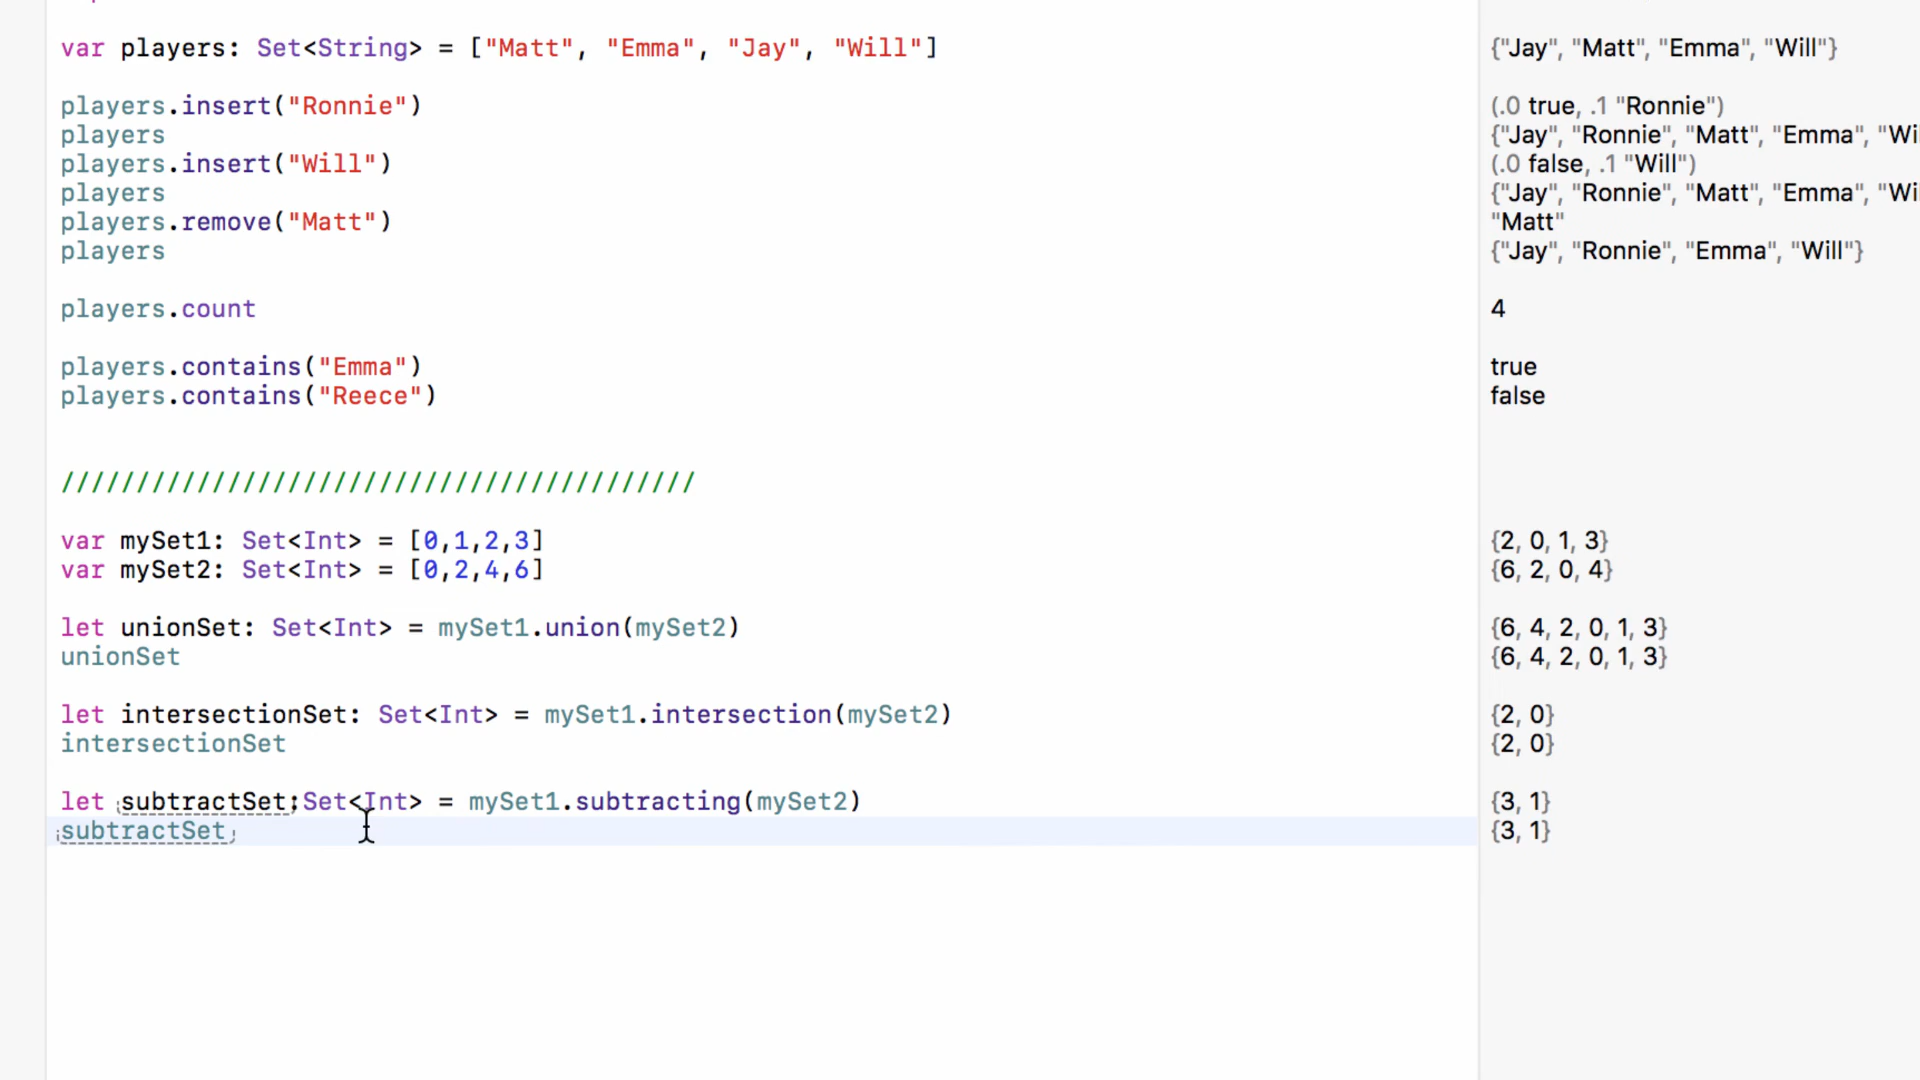 var players: Set<String> = ["Matt", "Emma", "Jay", "Will"] {"Jay", "Matt", "Emma", "Will"}
players.insert("Ronnie") (.0 true, .1 "Ronnie")
players {"Jay", "Ronnie", "Matt", "Emma", "Wil
players.insert("Will") (.0 false, .1 "Will")
players {"Jay", "Ronnie", "Matt", "Emma", "Wil
players.remove("Matt") "Matt"
players {"Jay", "Ronnie", "Emma", "Will"}
players.count 4
players.contains("Emma") true
players.contains("Reece") false
//////////////////////////////////////////
var mySet1: Set<Int> = [0,1,2,3] {2, 0, 1, 3}
var mySet2: Set<Int> = [0,2,4,6] {6, 2, 0, 4}
let unionSet: Set<Int> = mySet1.union(mySet2) {6, 4, 2, 0, 1, 3}
unionSet {6, 4, 2, 0, 1, 3}
let intersectionSet: Set<Int> = mySet1.intersection(mySet2) {2, 0}
intersectionSet {2, 0}
let subtractSet:Set<Int> = mySet1.subtracting(mySet2) {3, 1}
subtractSet {3, 1}